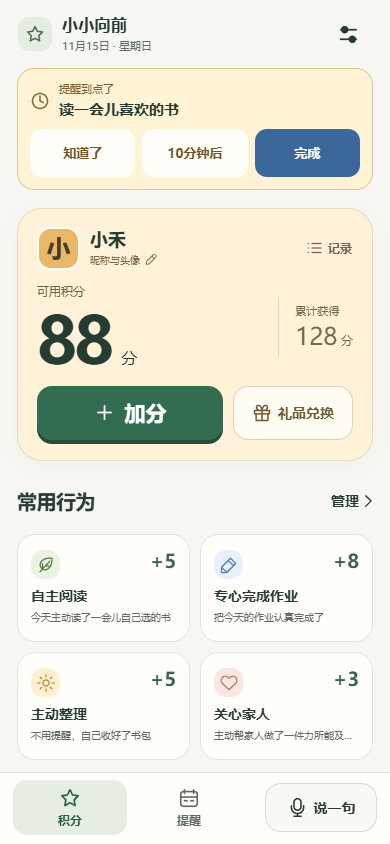 小小向前
11月15日 · 星期日
提醒到点了
读一会儿喜欢的书
知道了
10分钟后
完成
小
小禾
昵称与头像
记录
可用积分
88 分
累计获得
128 分
+ 加分
礼品兑换
常用行为
管理
+5
自主阅读
今天主动读了一会儿自己选的书
+8
专心完成作业
把今天的作业认真完成了
+5
主动整理
不用提醒，自己收好了书包
+3
关心家人
主动帮家人做了一件力所能及...
积分
提醒
说一句